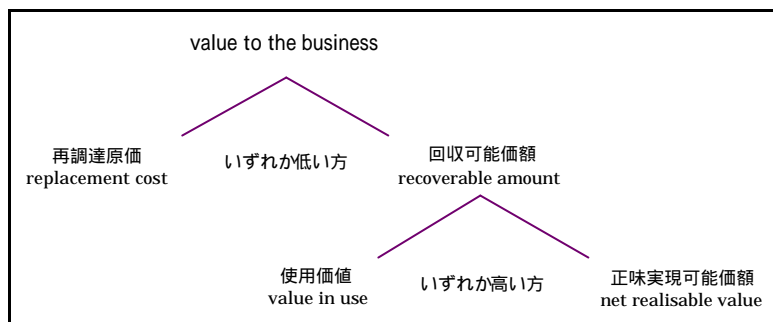 value to the business
再調達原価
replacement cost
いずれか低い方
回収可能価額
recoverable amount
使用価値
value in use
いずれか高い方
正味実現可能価額
net realisable value